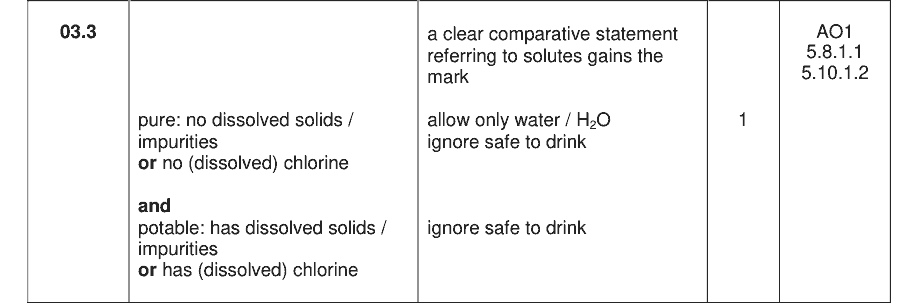 03.3
a clear comparative statement
referring to solutes gains the
mark
AO1
5.8.1.1
5.10.1.2
pure: no dissolved solids /
impurities
or no (dissolved) chlorine
allow only water / H₂O
ignore safe to drink
1
and
potable: has dissolved solids /
impurities
or has (dissolved) chlorine
ignore safe to drink